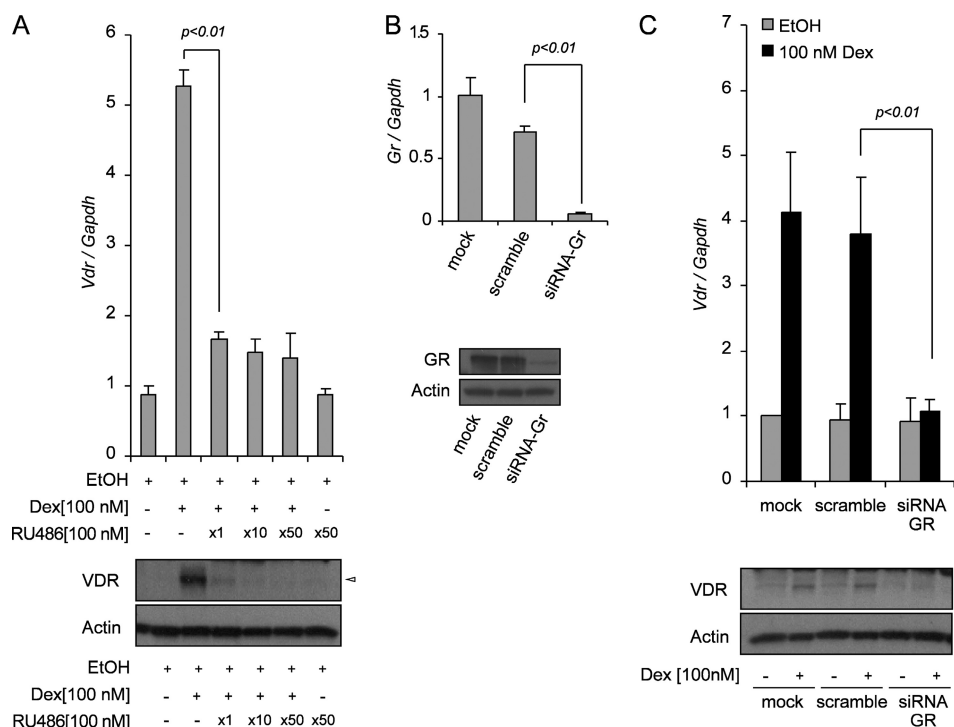 A
Vdr / Gapdh
6
5
4
3
2
1
0
p<0.01
EtOH + + + + + +
Dex[100 nM] - + + + + -
RU486[100 nM] - - x1 x10 x50 x50
VDR
Actin
EtOH + + + + + +
Dex[100 nM] - + + + + -
RU486[100 nM] - - x1 x10 x50 x50
B
Gr / Gapdh
1.5
1
0.5
0
p<0.01
mock
scramble
siRNA-Gr
GR
Actin
mock
scramble
siRNA-Gr
C
Vdr / Gapdh
7
6
5
4
3
2
1
0
EtOH
100 nM Dex
p<0.01
mock scramble siRNA
GR
VDR
Actin
Dex [100nM] - + - + - +
mock scramble siRNA
GR